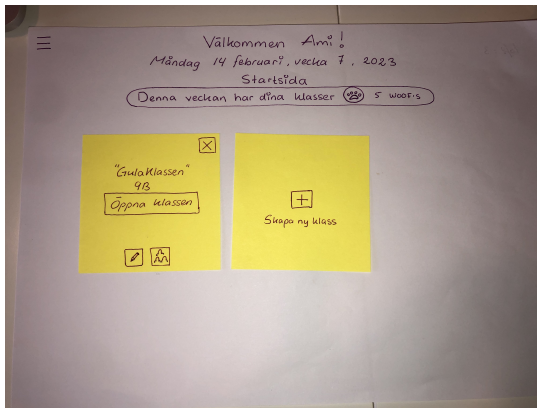 Välkommen Ami!
Måndag 14 februari, vecka 7, 2023
Startsida
Denna veckan har dina klasser 5 woof:s
"GulaKlassen"
9B
Öppna klassen
Skapa ny klass